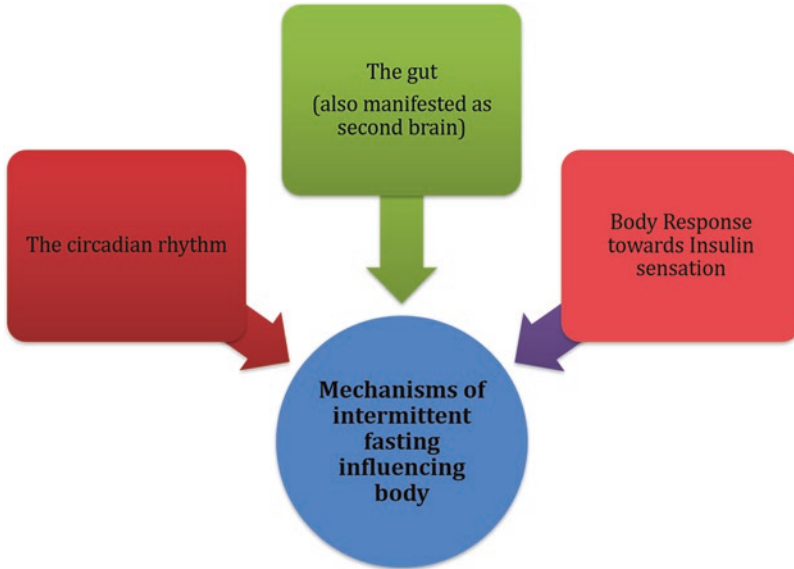 The gut
(also manifested as
second brain)
The circadian rhythm
Body Response
towards Insulin
sensation
Mechanisms of
intermittent
fasting
influencing
body